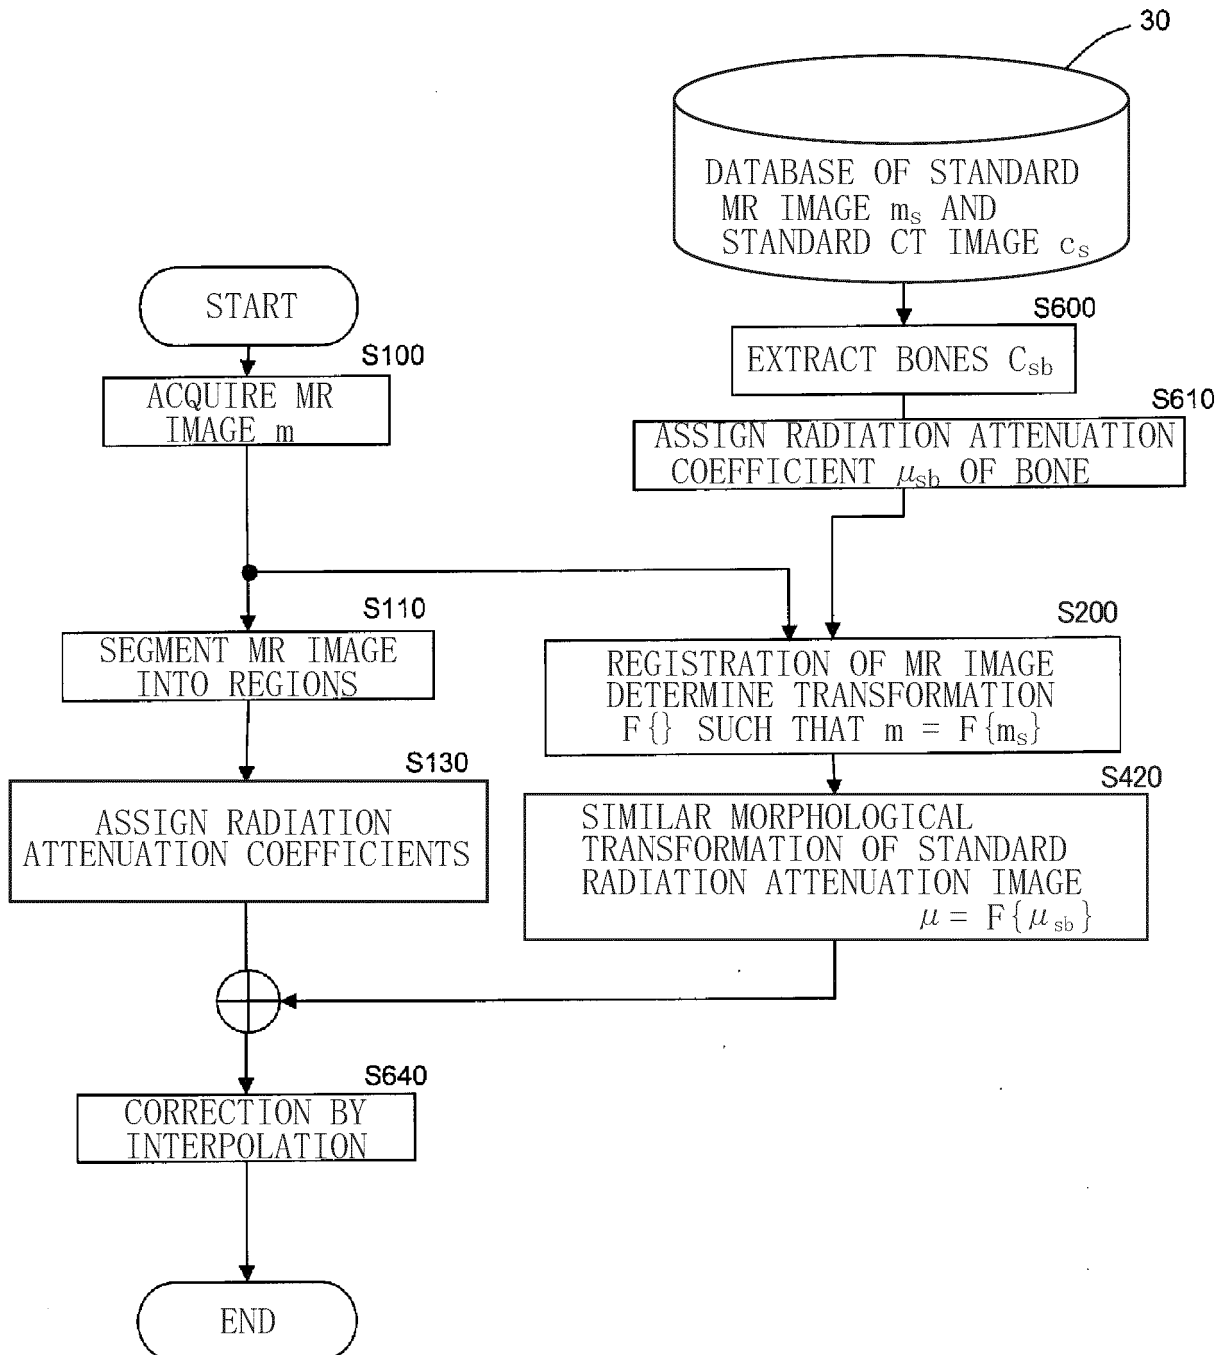 30
DATABASE OF STANDARD
MR IMAGE mₛ AND
STANDARD CT IMAGE cₛ
START
S600
EXTRACT BONES C_sb
S100
ACQUIRE MR
IMAGE m
S610
ASSIGN RADIATION ATTENUATION
COEFFICIENT μ_sb OF BONE
S110
SEGMENT MR IMAGE
INTO REGIONS
S200
REGISTRATION OF MR IMAGE
DETERMINE TRANSFORMATION
F{} SUCH THAT m = F{mₛ}
S130
ASSIGN RADIATION
ATTENUATION COEFFICIENTS
S420
SIMILAR MORPHOLOGICAL
TRANSFORMATION OF STANDARD
RADIATION ATTENUATION IMAGE
μ = F{μ_sb}
S640
CORRECTION BY
INTERPOLATION
END